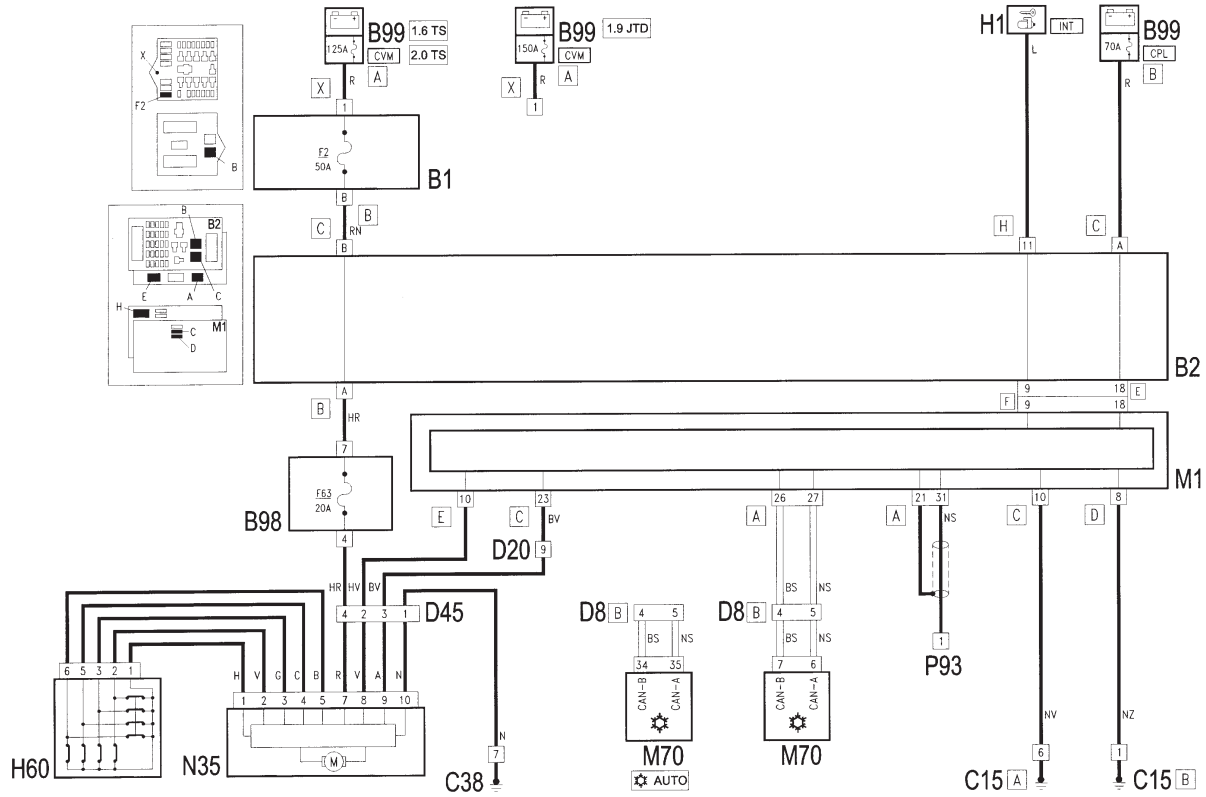 B99 1.6 TS
125A CVM 2.0 TS
A
R
X
1
B99 1.9 JTD
150A CVM
A
R
X
1
H1 INT
L
B99
70A CPL
B
R
X
F2
B
F2
50A
B1
B
B
C
RN
B
H
11
C
A
B
B2
E
A
C
H
M1
C
D
B2
A
B
HR
7
F63
20A
B98
4
9 18 E
F 9 18
M1
10
E
23
C
BV
D20 9
26 27
A
BS NS
D8 B 4 5
BS NS
7 6
CAN-B CAN-A
M70
21 31
A
NS
1
P93
10
C
NV
6
C15 A
8
D
NZ
1
C15 B
D8 B 4 5
BS NS
34 35
CAN-B CAN-A
M70
AUTO
HR HV BV
4 2 3 1 D45
6 5 3 2 1
H60
H V G C B R V A N
1 2 3 4 5 7 8 9 10
M
N35
N
7
C38